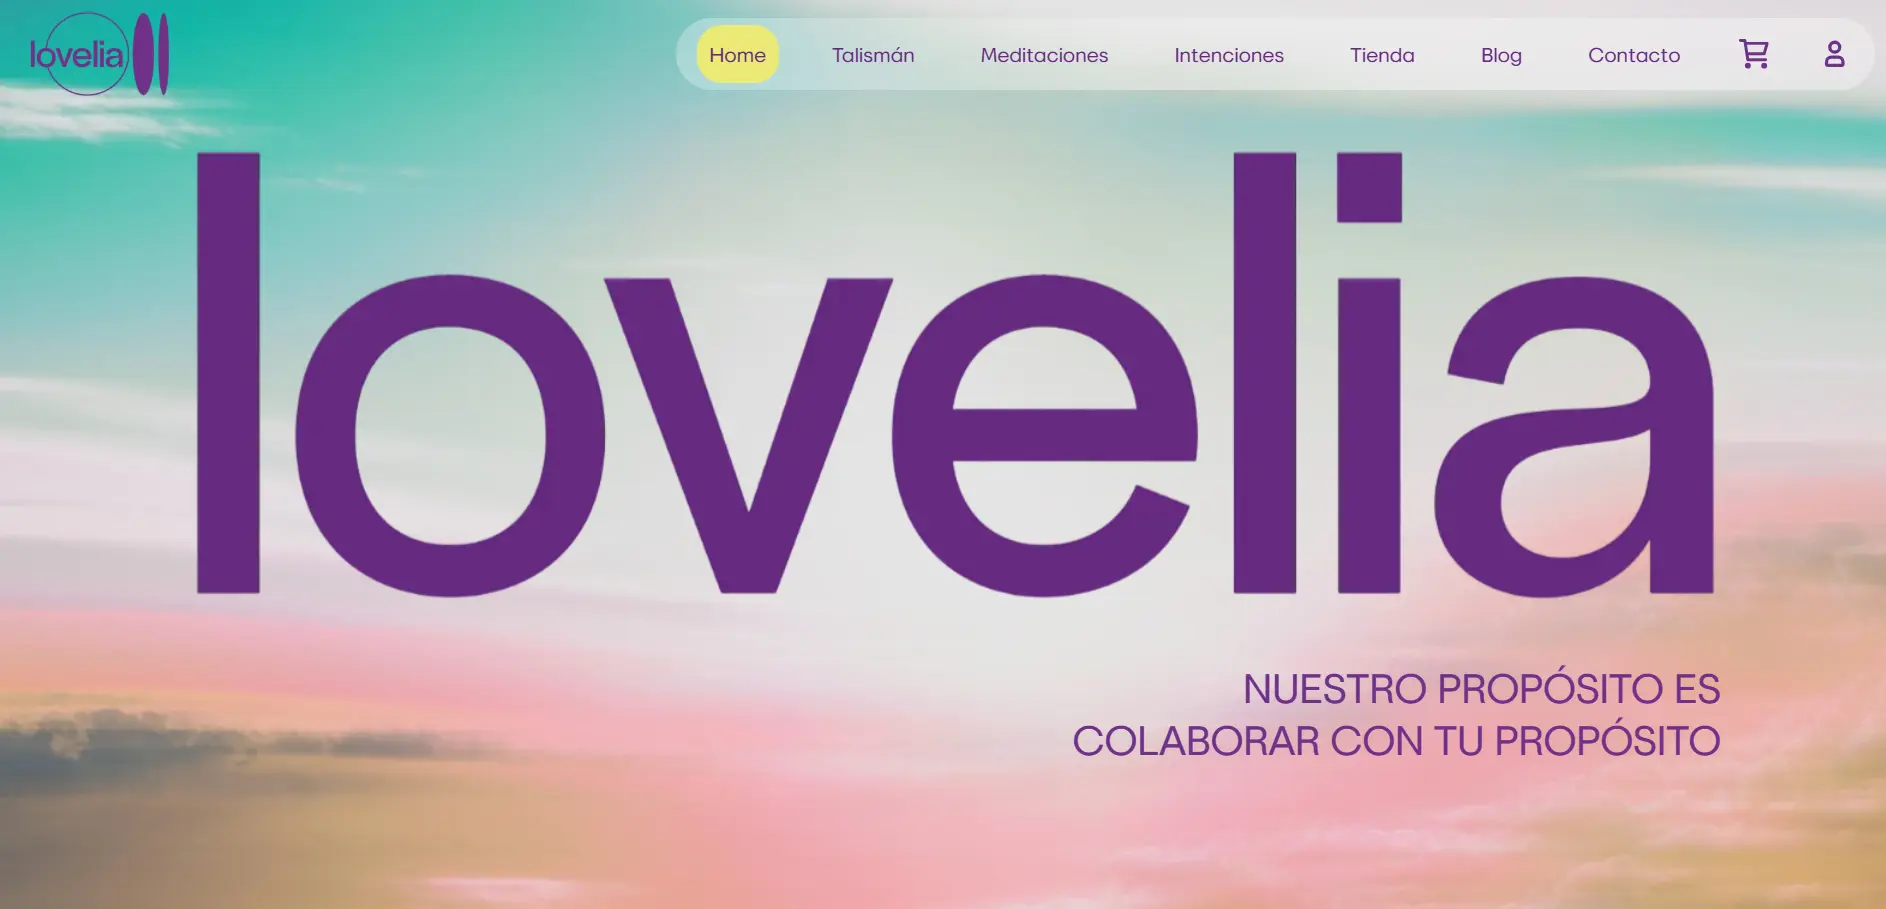 lovelia
Home
Talismán
Meditaciones
Intenciones
Tienda
Blog
Contacto
lovelia
NUESTRO PROPÓSITO ES
COLABORAR CON TU PROPÓSITO